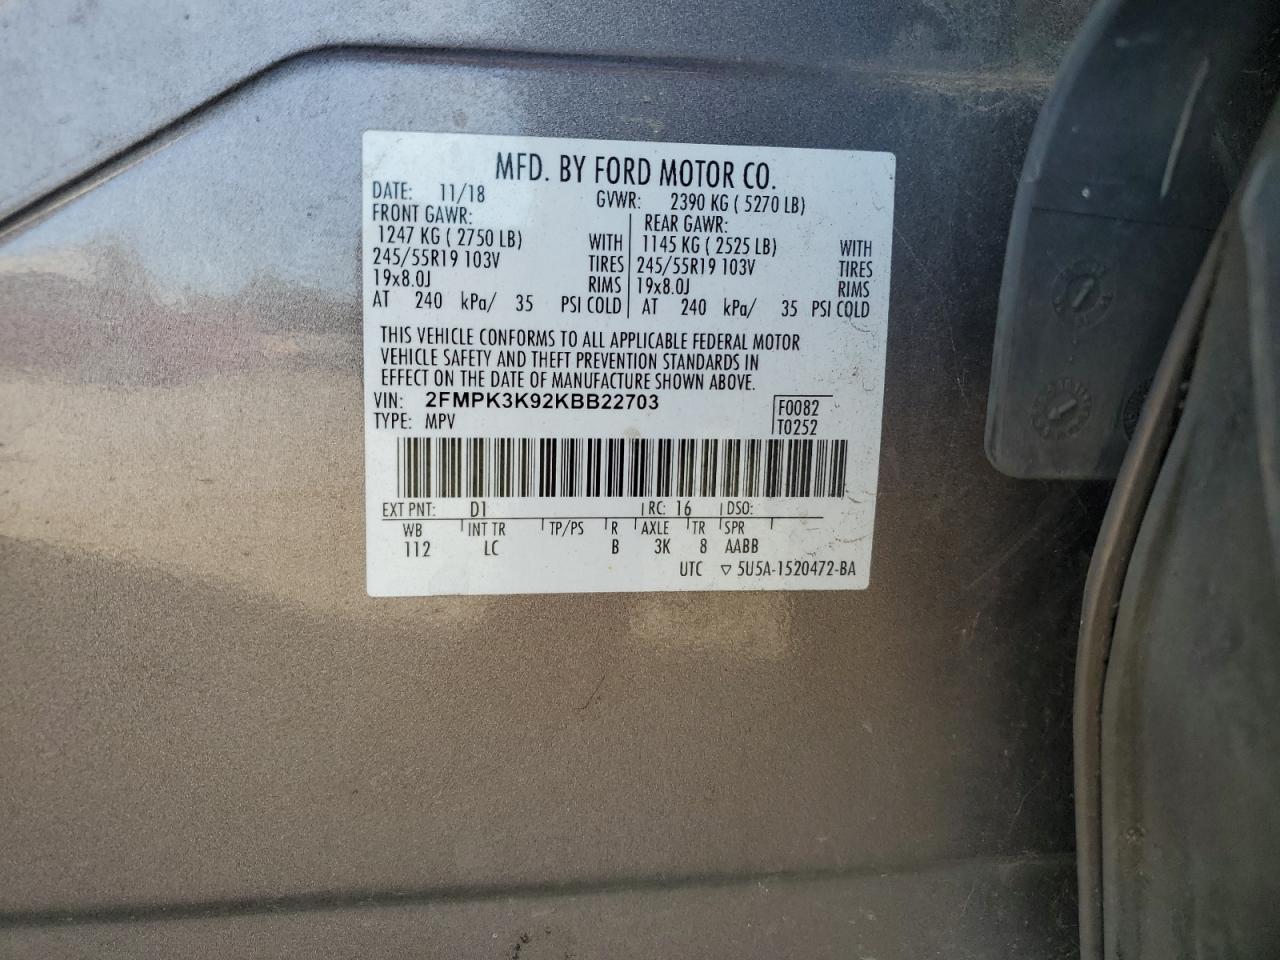 MFD. BY FORD MOTOR CO.
DATE: 11/18 GVWR: 2390 KG ( 5270 LB)
FRONT GAWR: REAR GAWR:
1247 KG ( 2750 LB) WITH 1145 KG ( 2525 LB) WITH
245/55R19 103V TIRES 245/55R19 103V TIRES
19x8.0J RIMS 19x8.0J RIMS
AT 240 kPa/ 35 PSI COLD AT 240 kPa/ 35 PSI COLD
THIS VEHICLE CONFORMS TO ALL APPLICABLE FEDERAL MOTOR
VEHICLE SAFETY AND THEFT PREVENTION STANDARDS IN
EFFECT ON THE DATE OF MANUFACTURE SHOWN ABOVE.
VIN: 2FMPK3K92KBB22703 F0082
TYPE: MPV T0252
EXT PNT: D1 RC: 16 DSO:
WB INT TR TP/PS R AXLE TR SPR
112 LC B 3K 8 AABB
UTC ▽ 5U5A-1520472-BA